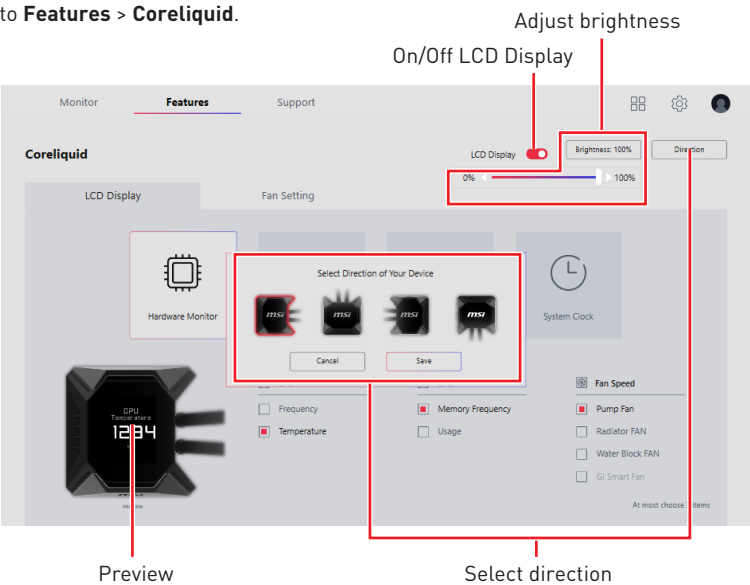 to Features > Coreliquid.
Adjust brightness
On/Off LCD Display
Monitor
Features
Support
Coreliquid
LCD Display
Brightness: 100%
Direction
0%
100%
LCD Display
Fan Setting
Select Direction of Your Device
msi
msi
msi
msi
Hardware Monitor
System Clock
Cancel
Save
CPU
Temperature
1234
Frequency
Temperature
Memory Frequency
Usage
Fan Speed
Pump Fan
Radiator FAN
Water Block FAN
GI Smart Fan
At most choose items
PREVIEW
Preview
Select direction